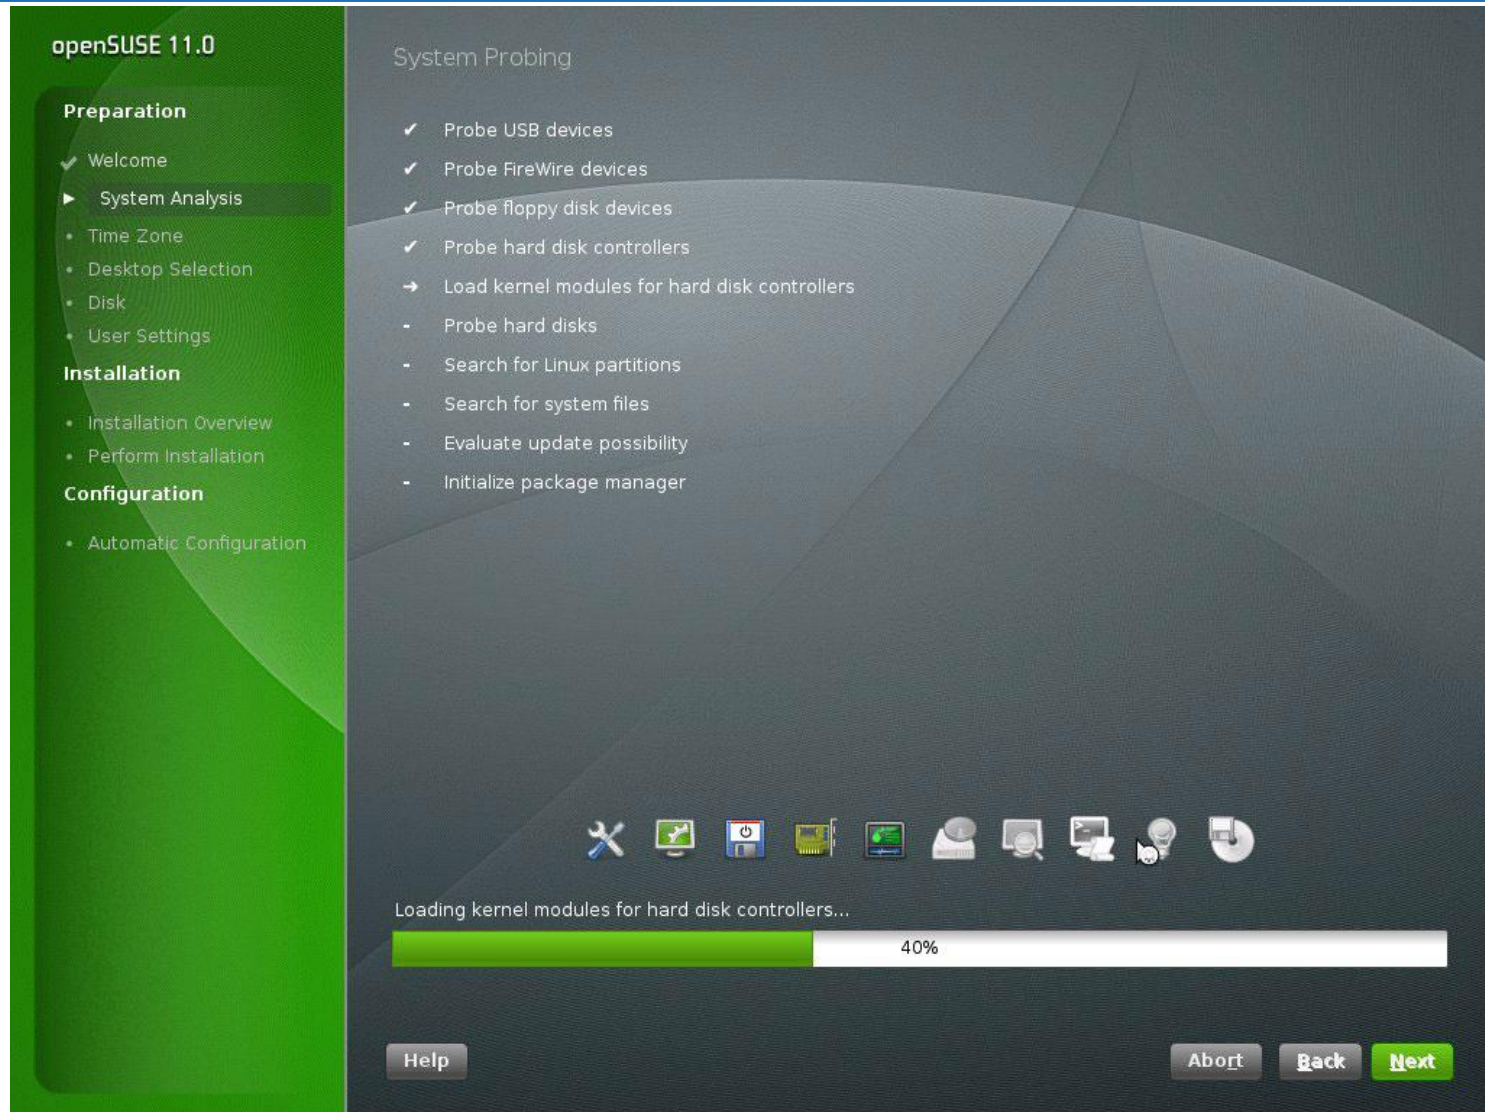 openSUSE 11.0
Preparation
Welcome
System Analysis
Time Zone
Desktop Selection
Disk
User Settings
Installation
Installation Overview
Perform Installation
Configuration
Automatic Configuration
System Probing
Probe USB devices
Probe FireWire devices
Probe floppy disk devices
Probe hard disk controllers
Load kernel modules for hard disk controllers
Probe hard disks
Search for Linux partitions
Search for system files
Evaluate update possibility
Initialize package manager
Loading kernel modules for hard disk controllers...
40%
Help
Abort
Back
Next